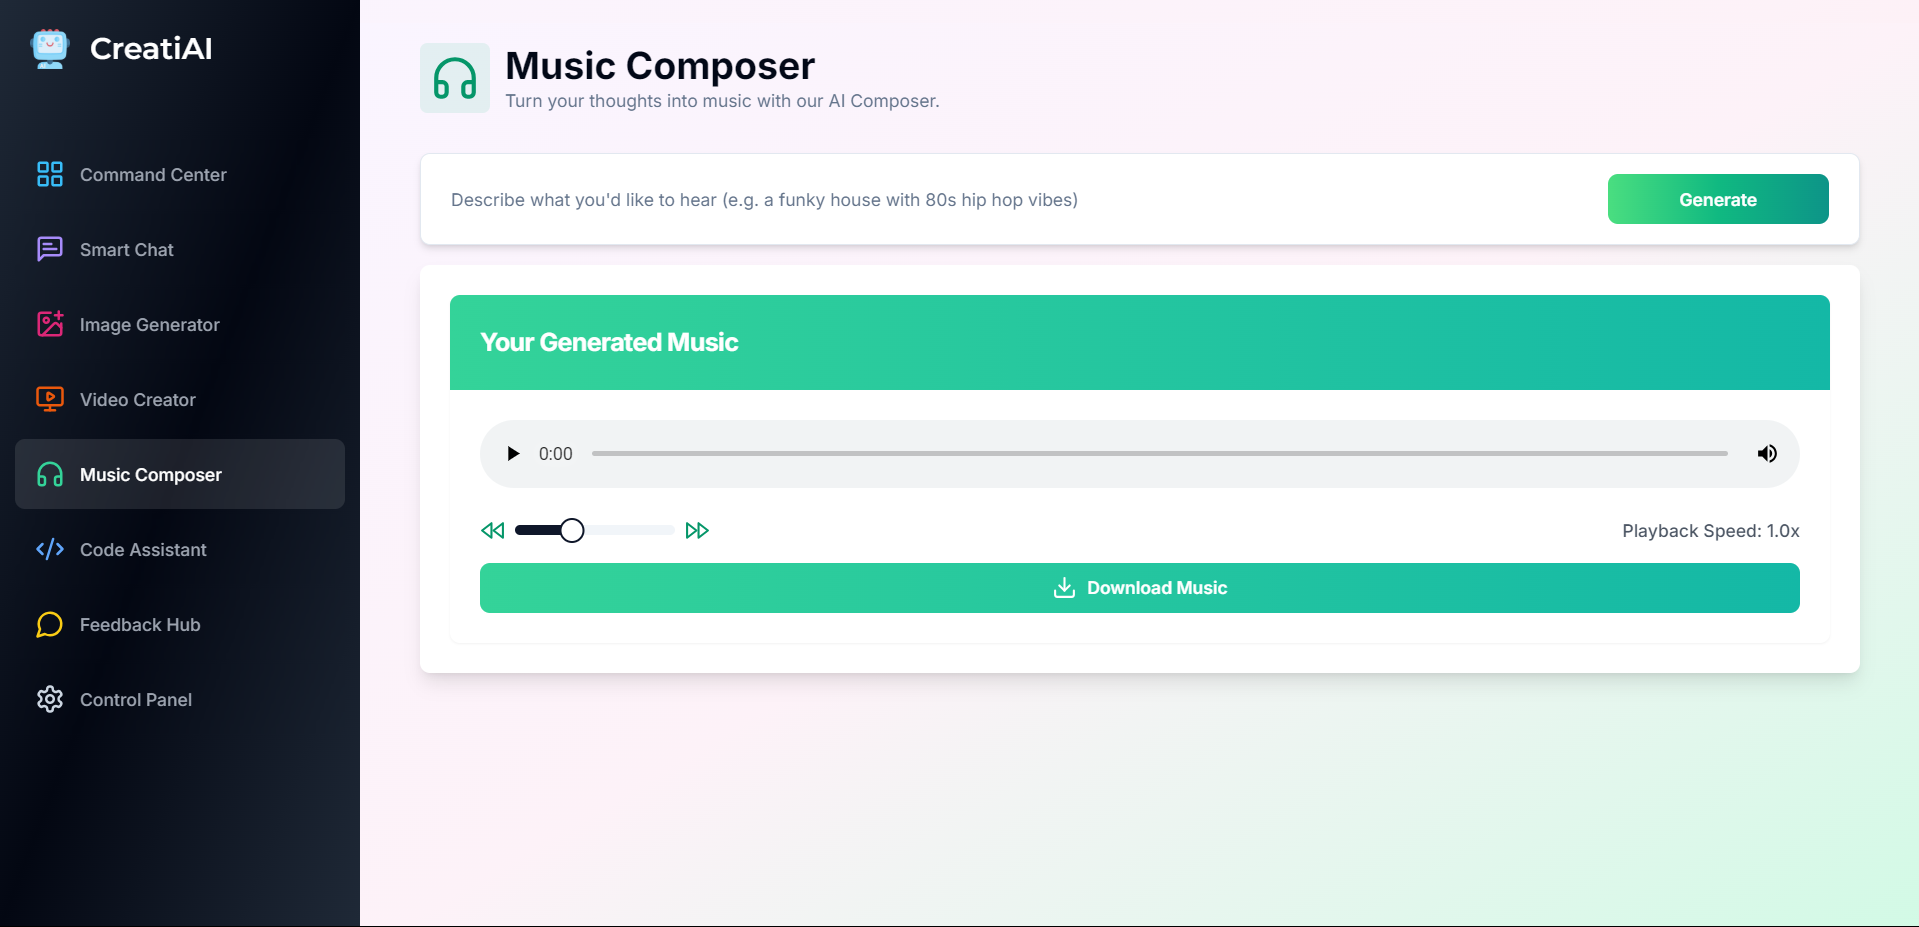 CreatiAI
Command Center
Smart Chat
Image Generator
Video Creator
Music Composer
Code Assistant
Feedback Hub
Control Panel
Music Composer
Turn your thoughts into music with our AI Composer.
Describe what you'd like to hear (e.g. a funky house with 80s hip hop vibes)
Generate
Your Generated Music
0:00
Playback Speed: 1.0x
Download Music